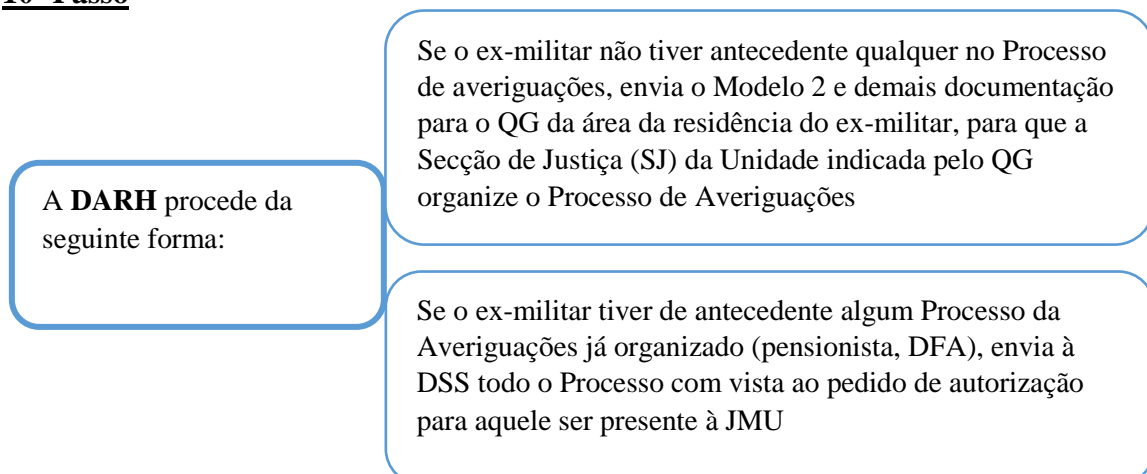 10º Passo
Se o ex-militar não tiver antecedente qualquer no Processo
de averiguações, envia o Modelo 2 e demais documentação
para o QG da área da residência do ex-militar, para que a
Secção de Justiça (SJ) da Unidade indicada pelo QG
organize o Processo de Averiguações
A DARH procede da
seguinte forma:
Se o ex-militar tiver de antecedente algum Processo da
Averiguações já organizado (pensionista, DFA), envia à
DSS todo o Processo com vista ao pedido de autorização
para aquele ser presente à JMU